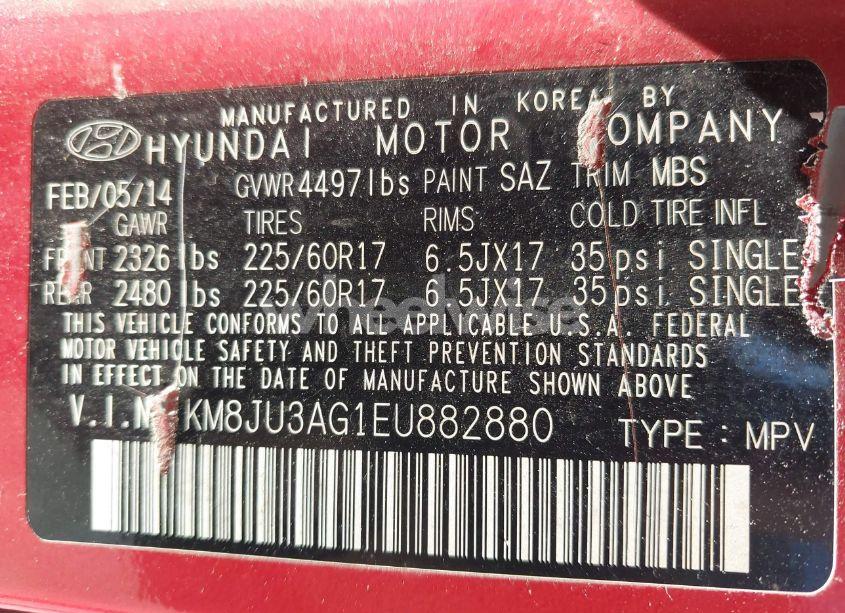 MANUFACTURED IN KOREA BY
HYUNDAI MOTOR COMPANY
FEB/05/14 GVWR 4497lbs PAINT SAZ TRIM MBS
GAWR TIRES RIMS COLD TIRE INFL
FRONT 2326 lbs 225/60R17 6.5JX17 35 psi SINGLE
REAR 2480 lbs 225/60R17 6.5JX17 35 psi SINGLE
THIS VEHICLE CONFORMS TO ALL APPLICABLE U.S.A. FEDERAL
MOTOR VEHICLE SAFETY AND THEFT PREVENTION STANDARDS
IN EFFECT ON THE DATE OF MANUFACTURE SHOWN ABOVE
V.I.N KM8JU3AG1EU882880 TYPE : MPV